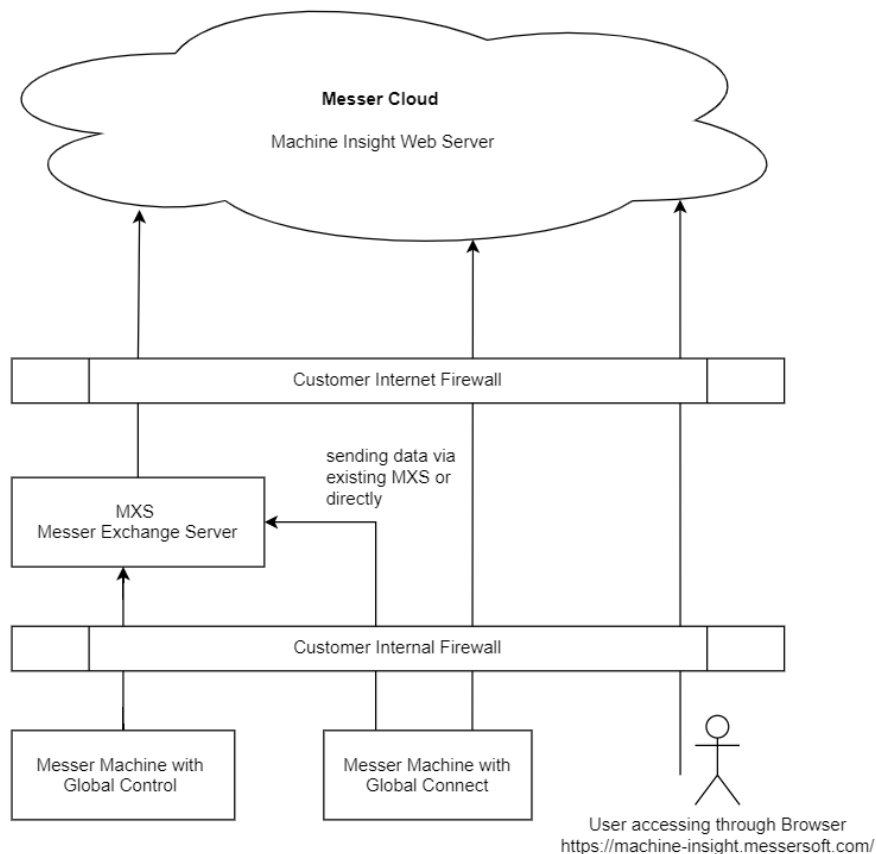 Messer Cloud
Machine Insight Web Server
Customer Internet Firewall
sending data via
existing MXS or
directly
MXS
Messer Exchange Server
Customer Internal Firewall
Messer Machine with
Global Control
Messer Machine with
Global Connect
User accessing through Browser
https://machine-insight.messersoft.com/